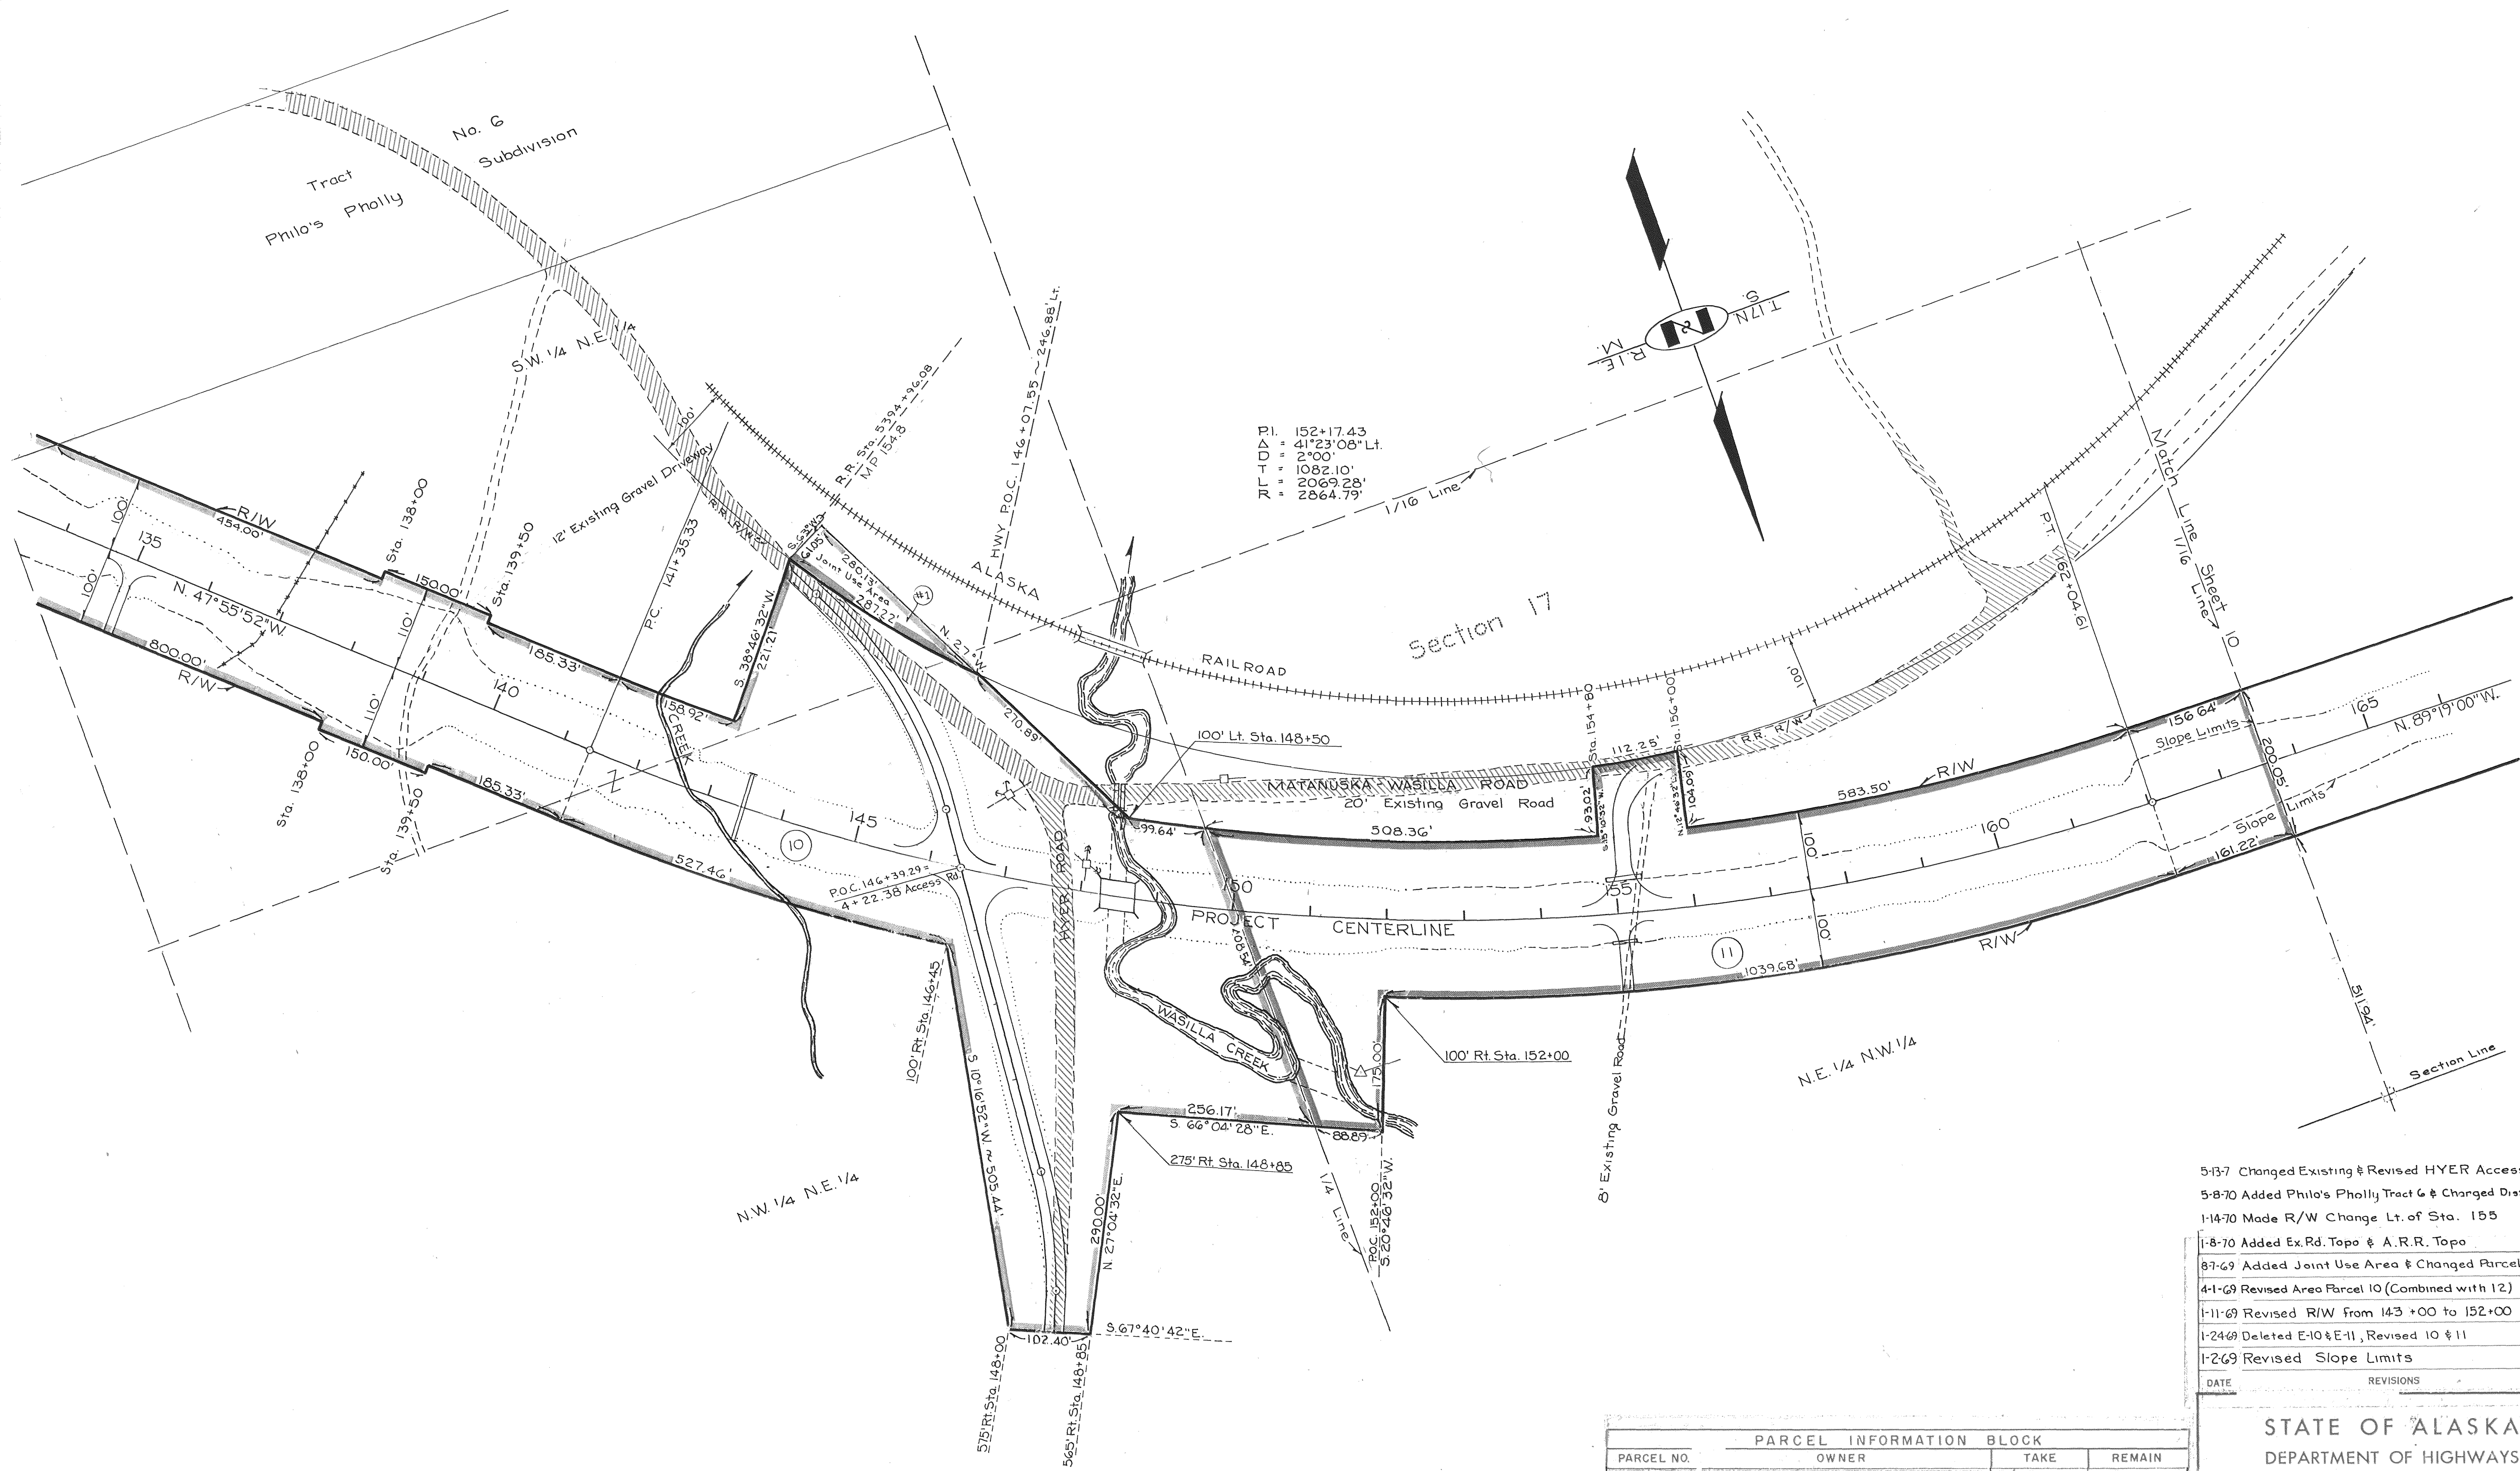 No. 6
Subdivision
Tract
Philo's Pholly
S.W. 1/4 N.E. 1/4
12' Existing Gravel Driveway
100'
R.R. Sta. 5394+96.08
M.P. 154.8
HWY P.O.C. 146+07.55 ~ 246.88' Lt.
P.I. 152+17.43
Δ = 41°23'08" Lt.
D = 2°00'
T = 1082.10'
L = 2069.28'
R = 2864.79'
1/16 Line
T.17N.
S.
R.1E.
M.
Match Line Sheet 10
1/16 Line
Section 17
ALASKA
RAILROAD
R/W
454.00'
135
100'
100'
N. 47°55'52" W.
800.00'
R/W
Sta. 138+00
150.00'
Sta. 139+50
110'
110'
185.33'
140
P.C. 141+35.33
158.92'
S. 38°46'32" W.
221.21'
R.R. R/W
S. 63° W.
61.05'
280.13'
Joint Use Area
287.22'
#1
N. 27° W.
270.89'
CREEK
Sta. 138+00
150.00'
Sta. 139+50
185.33'
527.46'
10
145
P.O.C. 146+39.29 =
4+22.38 Access Rd.
HYER ROAD
100' Lt. Sta. 148+50
99.64'
MATANUSKA - WASILLA ROAD
20' Existing Gravel Road
508.36'
Sta. 154+80
112.25'
Sta. 156+00
93.02'
104.09'
R.R. R/W
100'
583.50'
R/W
P.T. 162+04.61
156.64'
Slope Limits
165
N. 89°19'00" W.
200.05'
Slope Limits
161.22'
160
100'
100'
150
PROJECT CENTERLINE
708.54'
155
11
1039.68'
R/W
100' Rt. Sta. 146+45
S 10°16'52" W. ~ 505.44'
WASILLA CREEK
175.00'
100' Rt. Sta. 152+00
256.17'
S. 66°04'28" E.
88.89'
275' Rt. Sta. 148+85
290.00'
N. 27°04'32" E.
1/4 Line
P.O.C. 152+00
S. 20°46'32" W.
8' Existing Gravel Road
N.E. 1/4 N.W. 1/4
N.W. 1/4 N.E. 1/4
511.94'
Section Line
102.40'
S. 67°40'42" E.
575' Rt. Sta. 148+00
565' Rt. Sta. 148+85
5-13-7 Changed Existing & Revised HYER Acces
5-8-70 Added Philo's Pholly Tract 6 & Changed Dis
1-14-70 Made R/W Change Lt. of Sta. 155
1-8-70 Added Ex. Rd. Topo & A.R.R. Topo
8-7-69 Added Joint Use Area & Changed Parcel
4-1-69 Revised Area Parcel 10 (Combined with 12)
1-11-69 Revised R/W from 143+00 to 152+00
1-24-69 Deleted E-10 & E-11, Revised 10 & 11
1-2-69 Revised Slope Limits
DATE REVISIONS
STATE OF ALASKA
DEPARTMENT OF HIGHWAYS
PARCEL INFORMATION BLOCK
PARCEL NO. OWNER TAKE REMAIN